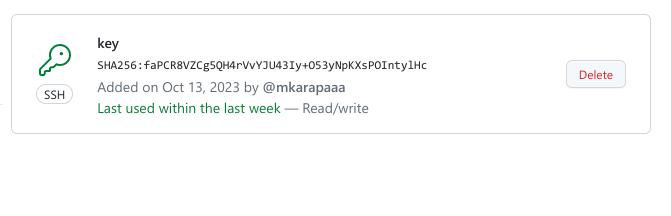 key
SHA256:faPCR8VZCg5QH4rVvYJU43Iy+O53yNpKXsPOIntylHc
Added on Oct 13, 2023 by @mkarapaaa
SSH
Last used within the last week — Read/write
Delete